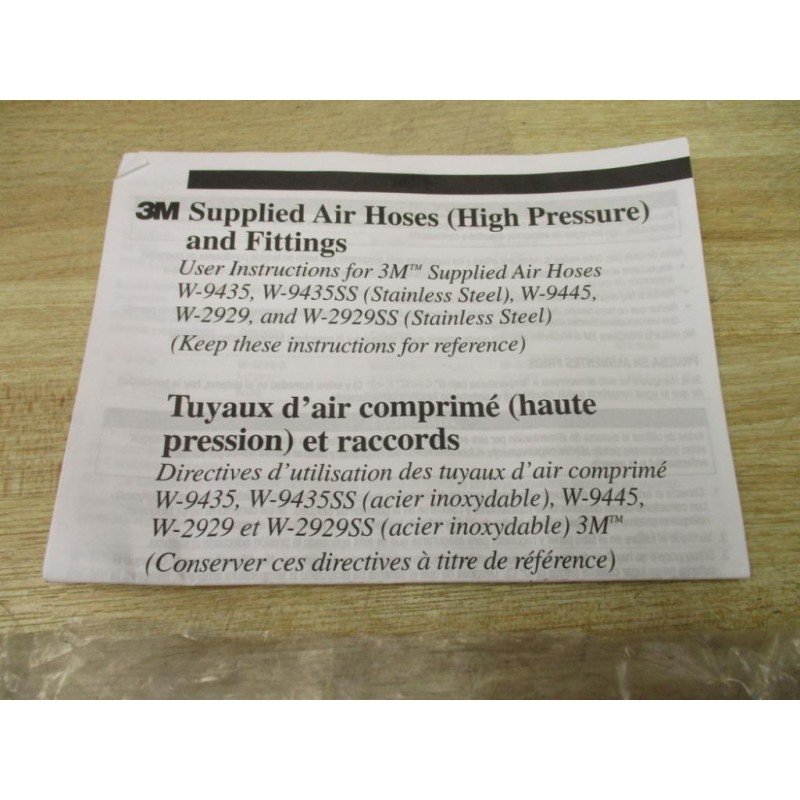 3M Supplied Air Hoses (High Pressure)
and Fittings
User Instructions for 3M™ Supplied Air Hoses
W-9435, W-9435SS (Stainless Steel), W-9445,
W-2929, and W-2929SS (Stainless Steel)
(Keep these instructions for reference)
Tuyaux d'air comprimé (haute
pression) et raccords
Directives d'utilisation des tuyaux d'air comprimé
W-9435, W-9435SS (acier inoxydable), W-9445,
W-2929 et W-2929SS (acier inoxydable) 3M™
(Conserver ces directives à titre de référence)